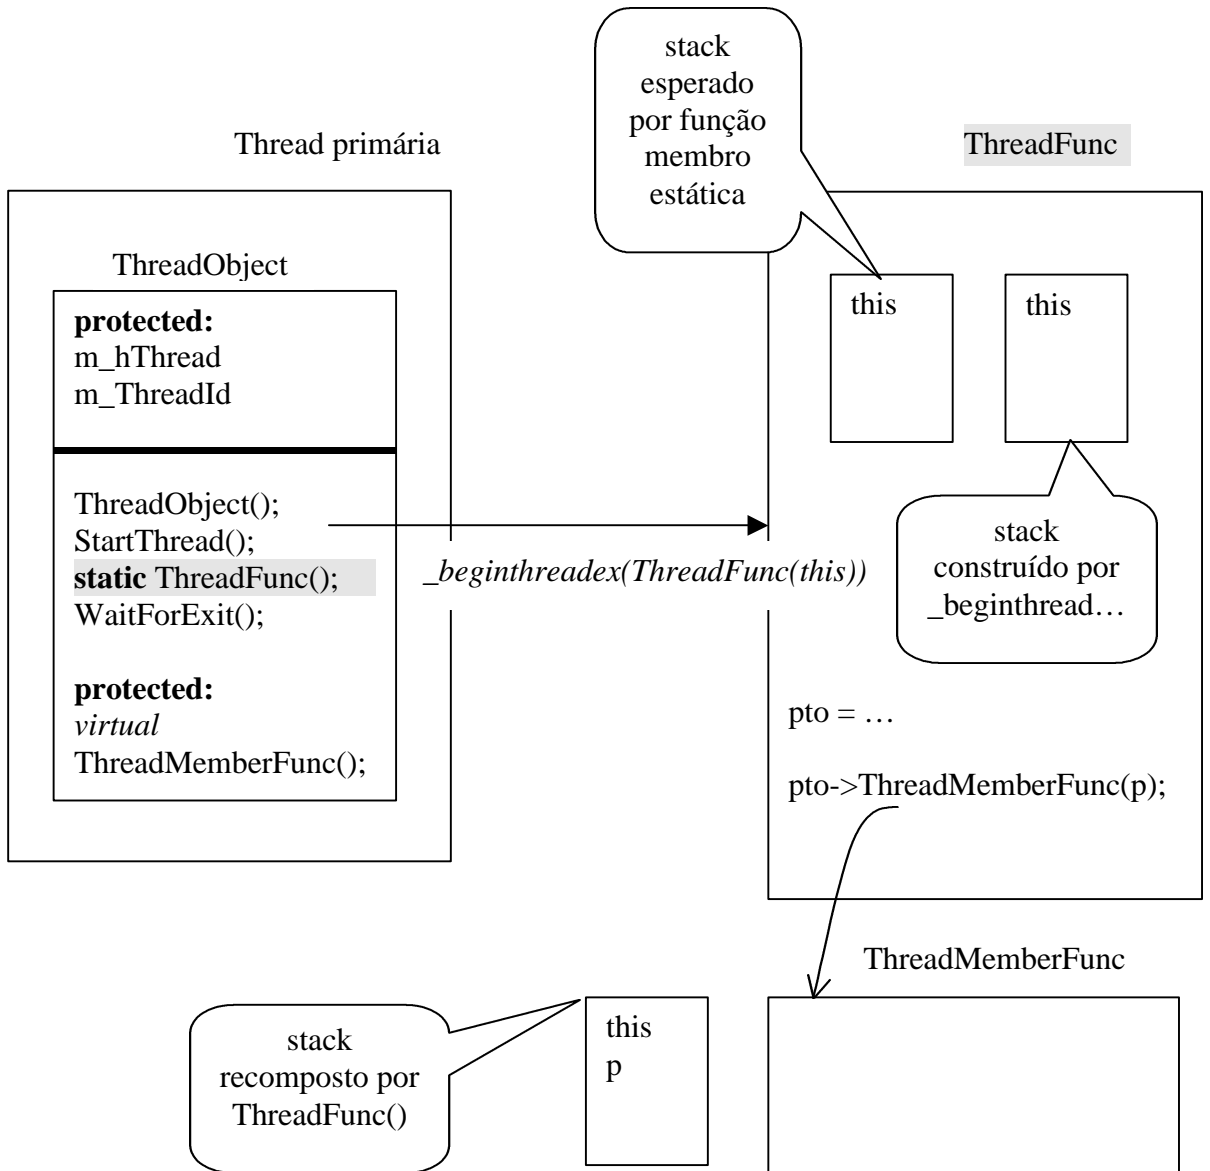 stack
esperado
por função
membro
estática
Thread primária
ThreadFunc
ThreadObject
protected:
m_hThread
m_ThreadId
ThreadObject();
StartThread();
static ThreadFunc();
WaitForExit();
protected:
virtual
ThreadMemberFunc();
_beginthreadex(ThreadFunc(this))
this
this
stack
construído por
_beginthread…
pto = …
pto->ThreadMemberFunc(p);
ThreadMemberFunc
stack
recomposto por
ThreadFunc()
this
p